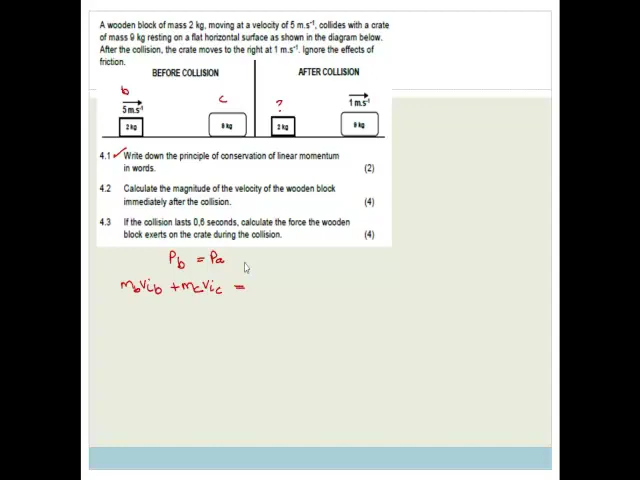 A wooden block of mass 2 kg, moving at a velocity of 5 m.s⁻¹, collides with a crate
of mass 9 kg resting on a flat horizontal surface as shown in the diagram below.
After the collision, the crate moves to the right at 1 m.s⁻¹. Ignore the effects of
friction.
BEFORE COLLISION
AFTER COLLISION
b
c
?
5 m.s⁻¹
1 m.s⁻¹
2 kg
9 kg
2 kg
9 kg
4.1 ✓ Write down the principle of conservation of linear momentum
in words. (2)
4.2 Calculate the magnitude of the velocity of the wooden block
immediately after the collision. (4)
4.3 If the collision lasts 0,6 seconds, calculate the force the wooden
block exerts on the crate during the collision. (4)
P_b = P_a
m_b v_ib + m_c v_ic =